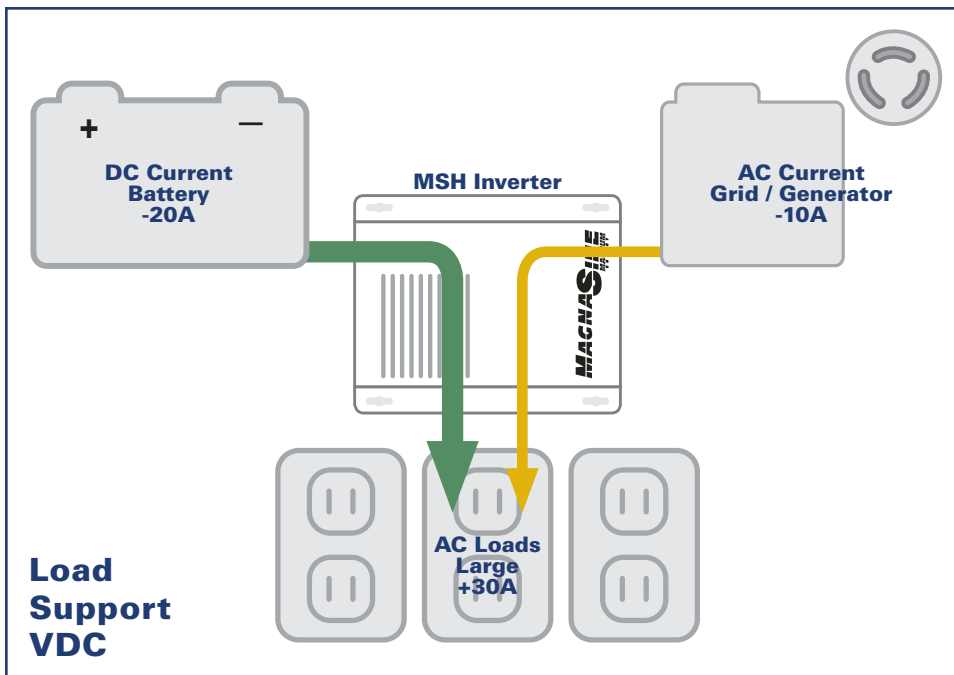 + —
DC Current
Battery
-20A
MSH Inverter
AC Current
Grid / Generator
-10A
MAGNASINE
AC Loads
Large
+30A
Load
Support
VDC